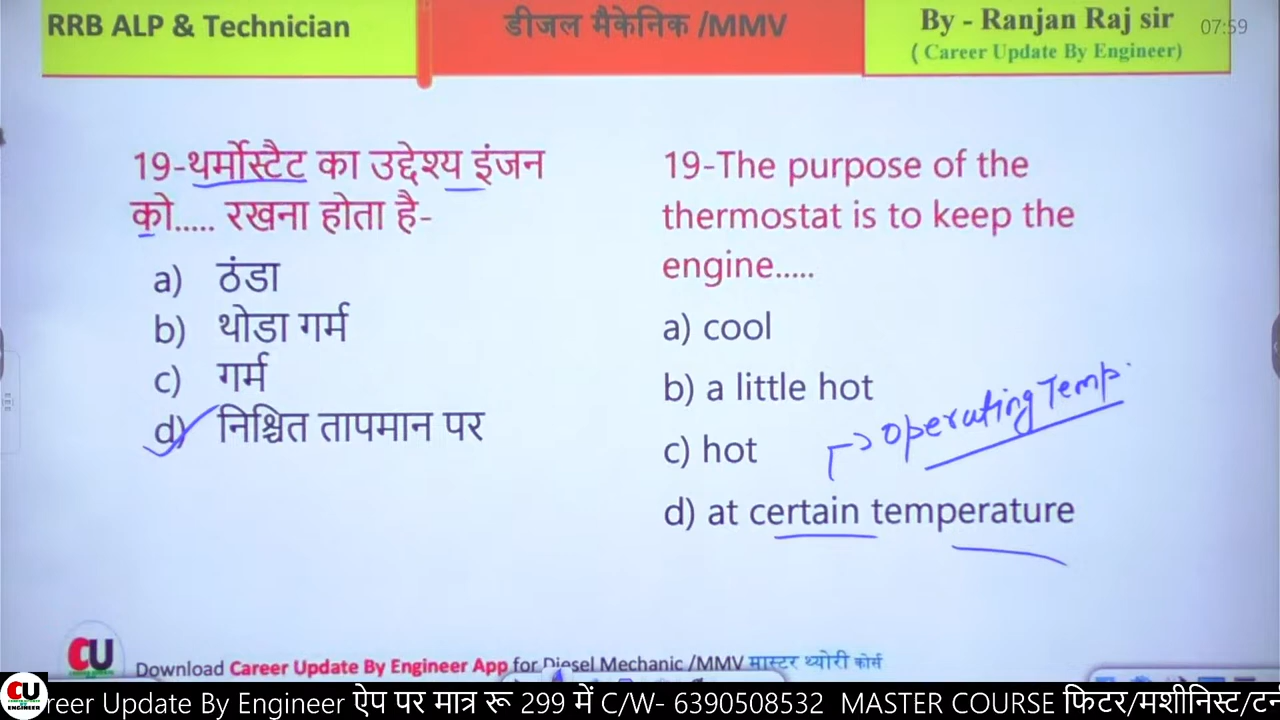 RRB ALP & Technician
डीजल मैकेनिक /MMV
By - Ranjan Raj sir
( Career Update By Engineer)
07:59
19-थर्मोस्टैट का उद्देश्य इंजन
को..... रखना होता है-
a) ठंडा
b) थोडा गर्म
c) गर्म
d) निश्चित तापमान पर
19-The purpose of the
thermostat is to keep the
engine.....
a) cool
b) a little hot
c) hot
operating Temp.
d) at certain temperature
CU
Download Career Update By Engineer App for Diesel Mechanic /MMV मास्टर थ्योरी कोर्स
CU
reer Update By Engineer ऐप पर मात्र रू 299 में C/W- 6390508532 MASTER COURSE फिटर/मशीनिस्ट/टर्न